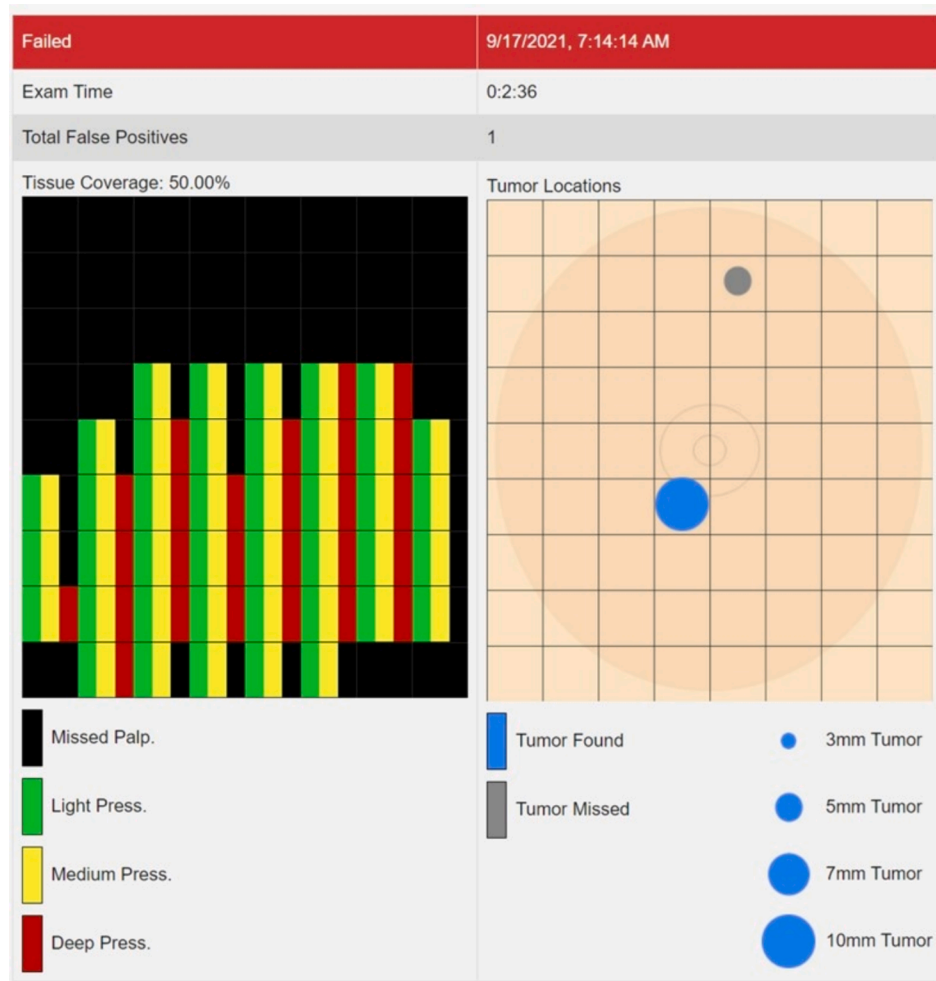 Failed
9/17/2021, 7:14:14 AM
Exam Time
0:2:36
Total False Positives
1
Tissue Coverage: 50.00%
Tumor Locations
Missed Palp.
Light Press.
Medium Press.
Deep Press.
Tumor Found
Tumor Missed
3mm Tumor
5mm Tumor
7mm Tumor
10mm Tumor